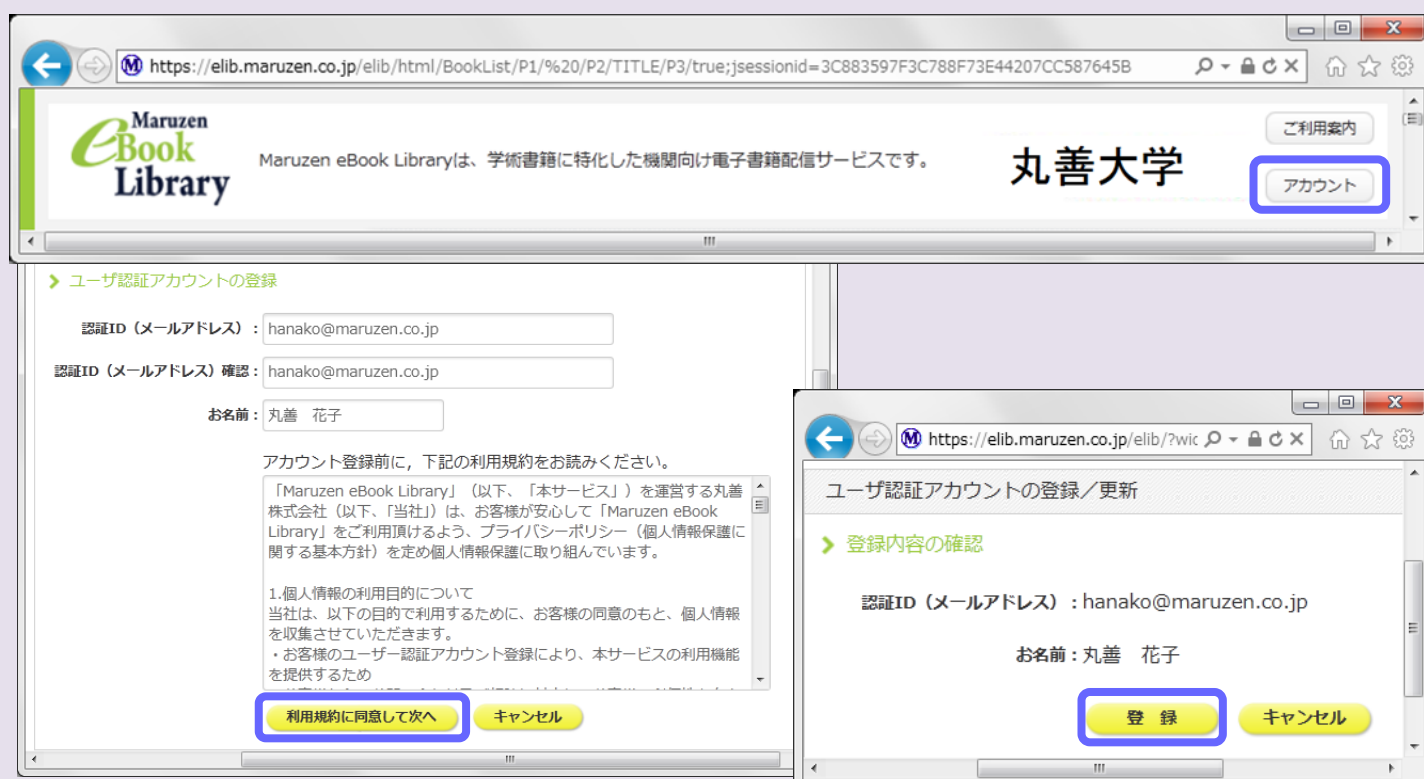 https://elib.maruzen.co.jp/elib/html/BookList/P1/%20/P2/TITLE/P3/true;jsessionid=3C883597F3C788F73E44207CC587645B
Maruzen
eBook
Library
Maruzen eBook Libraryは、学術書籍に特化した機関向け電子書籍配信サービスです。
丸善大学
ご利用案内
アカウント
ユーザ認証アカウントの登録
認証ID(メールアドレス) : hanako@maruzen.co.jp
認証ID(メールアドレス)確認 : hanako@maruzen.co.jp
お名前 : 丸善 花子
アカウント登録前に,下記の利用規約をお読みください。
「Maruzen eBook Library」(以下、「本サービス」)を運営する丸善
株式会社(以下、「当社」)は、お客様が安心して「Maruzen eBook
Library」をご利用頂けるよう、プライバシーポリシー(個人情報保護に
関する基本方針)を定め個人情報保護に取り組んでいます。
1.個人情報の利用目的について
当社は、以下の目的で利用するために、お客様の同意のもと、個人情報
を収集させていただきます。
・お客様のユーザー認証アカウント登録により、本サービスの利用機能
を提供するため
利用規約に同意して次へ
キャンセル
https://elib.maruzen.co.jp/elib/?wic
ユーザ認証アカウントの登録/更新
登録内容の確認
認証ID(メールアドレス) : hanako@maruzen.co.jp
お名前 : 丸善 花子
登 録
キャンセル